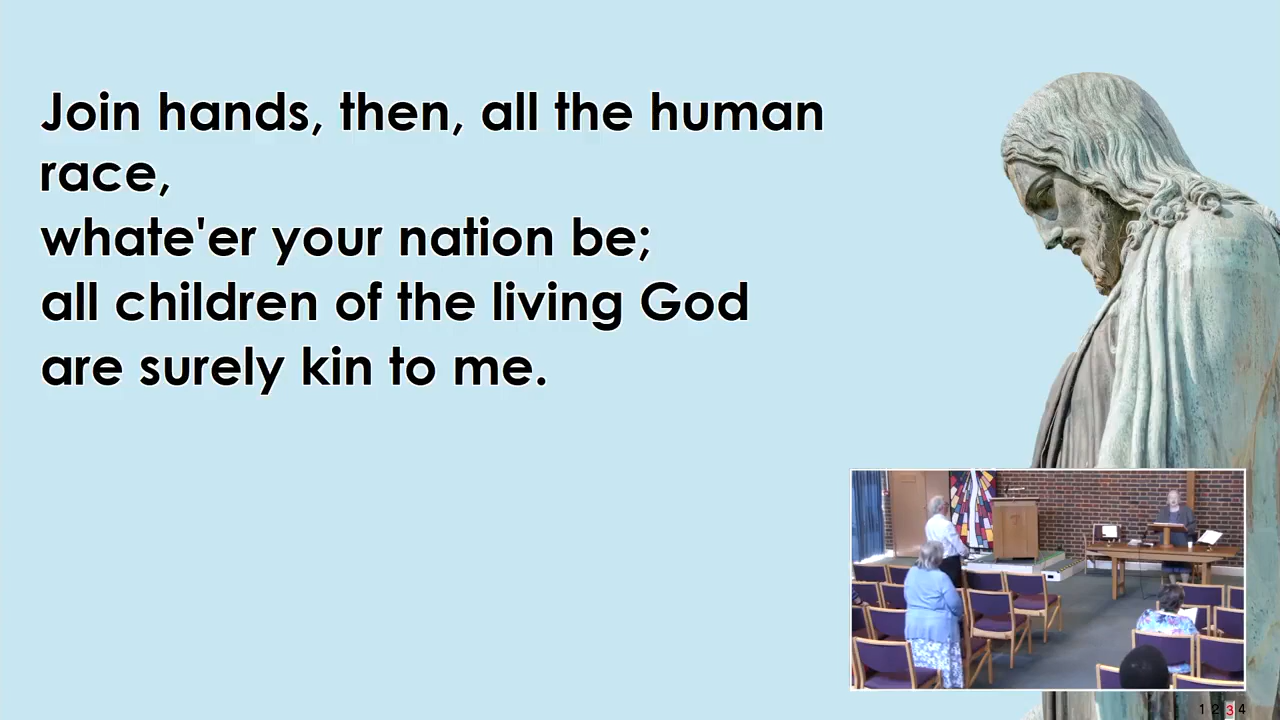 Join hands, then, all the human
race,
whate'er your nation be;
all children of the living God
are surely kin to me.
1 2 3 4